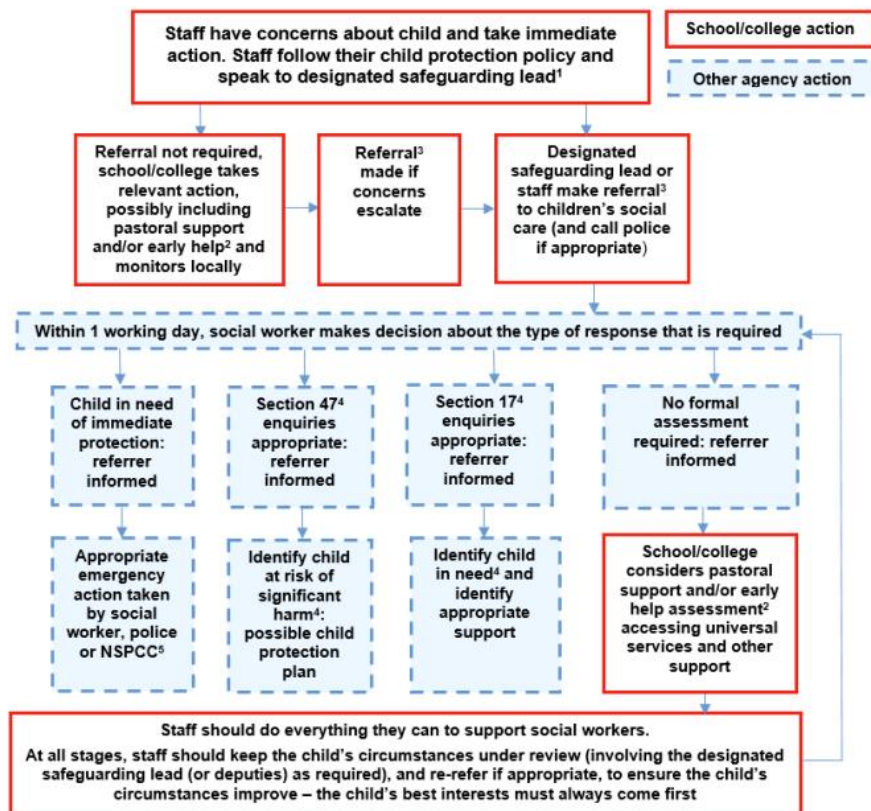 Staff have concerns about child and take immediate
action. Staff follow their child protection policy and
speak to designated safeguarding lead¹
School/college action
Other agency action
Referral not required,
school/college takes
relevant action,
possibly including
pastoral support
and/or early help² and
monitors locally
Referral³
made if
concerns
escalate
Designated
safeguarding lead or
staff make referral³
to children’s social
care (and call police
if appropriate)
Within 1 working day, social worker makes decision about the type of response that is required
Child in need
of immediate
protection:
referrer
informed
Section 47⁴
enquiries
appropriate:
referrer
informed
Section 17⁴
enquiries
appropriate:
referrer
informed
No formal
assessment
required: referrer
informed
Appropriate
emergency
action taken
by social
worker, police
or NSPCC⁵
Identify child
at risk of
significant
harm⁴:
possible child
protection
plan
Identify child
in need⁴ and
identify
appropriate
support
School/college
considers pastoral
support and/or early
help assessment²
accessing universal
services and other
support
Staff should do everything they can to support social workers.
At all stages, staff should keep the child’s circumstances under review (involving the designated
safeguarding lead (or deputies) as required), and re-refer if appropriate, to ensure the child’s
circumstances improve – the child’s best interests must always come first